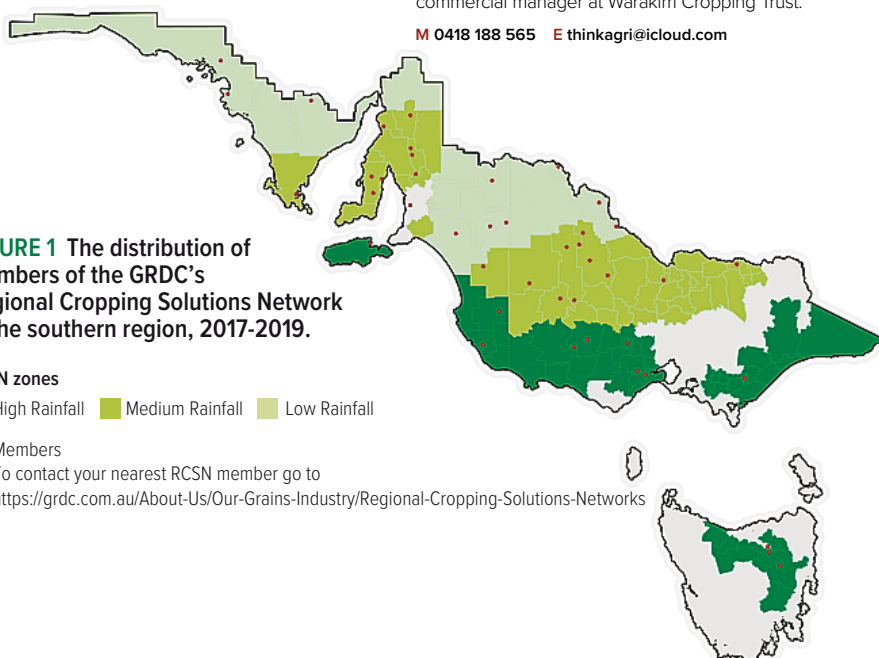 commercial manager at Warakirri Cropping Trust.
M 0418 188 565 E thinkagri@icloud.com
URE 1 The distribution of
mbers of the GRDC's
gional Cropping Solutions Network
he southern region, 2017-2019.
N zones
High Rainfall Medium Rainfall Low Rainfall
Members
o contact your nearest RCSN member go to
ttps://grdc.com.au/About-Us/Our-Grains-Industry/Regional-Cropping-Solutions-Networks